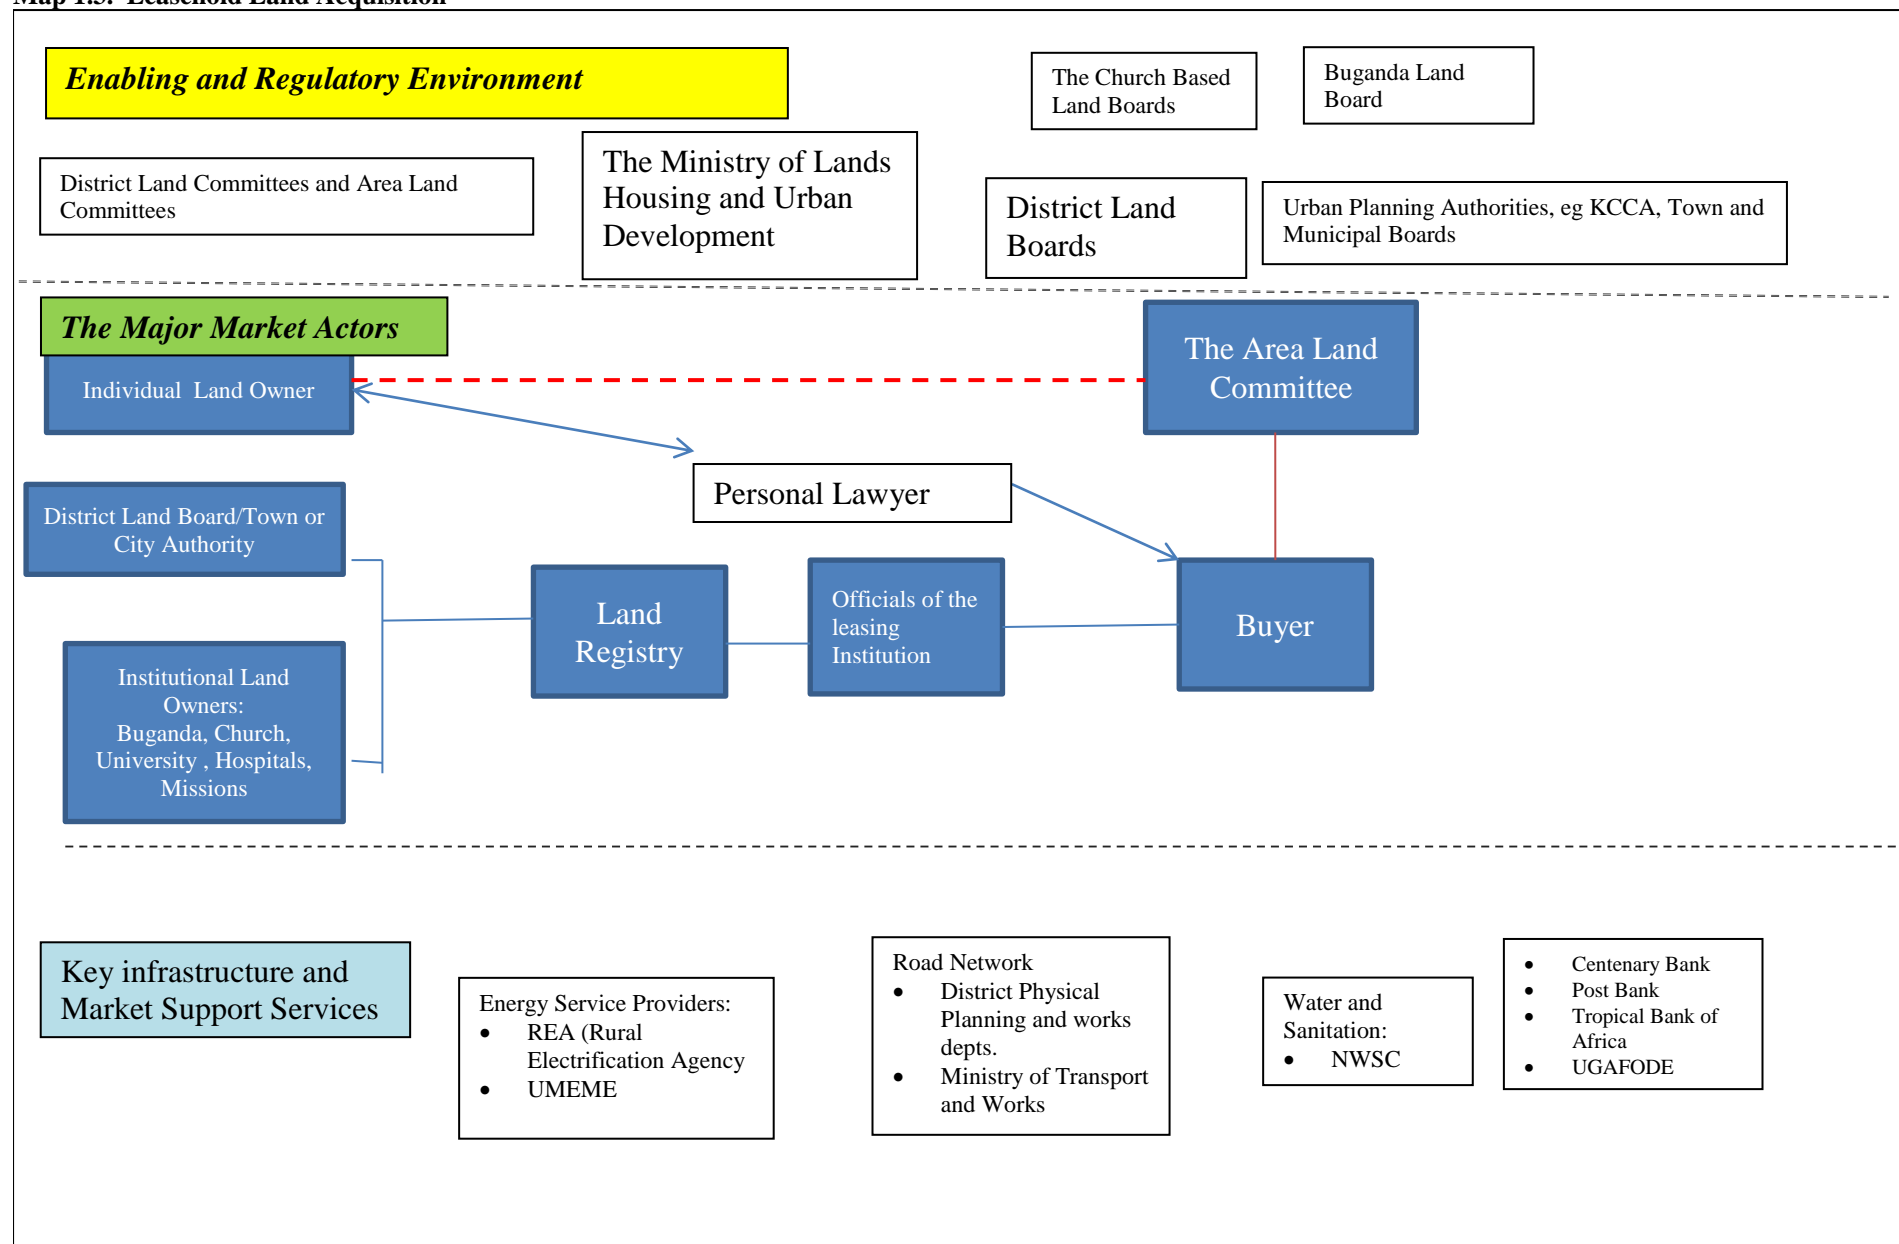 Map 1.3. Leasehold Land Acquisition
Enabling and Regulatory Environment
The Church Based
Land Boards
Buganda Land
Board
District Land Committees and Area Land
Committees
The Ministry of Lands
Housing and Urban
Development
District Land
Boards
Urban Planning Authorities, eg KCCA, Town and
Municipal Boards
The Major Market Actors
Individual Land Owner
The Area Land
Committee
Personal Lawyer
District Land Board/Town or
City Authority
Land
Registry
Officials of the
leasing
Institution
Buyer
Institutional Land
Owners:
Buganda, Church,
University , Hospitals,
Missions
Key infrastructure and
Market Support Services
Energy Service Providers:
• REA (Rural
Electrification Agency
• UMEME
Road Network
• District Physical
Planning and works
depts.
• Ministry of Transport
and Works
Water and
Sanitation:
• NWSC
• Centenary Bank
• Post Bank
• Tropical Bank of
Africa
• UGAFODE